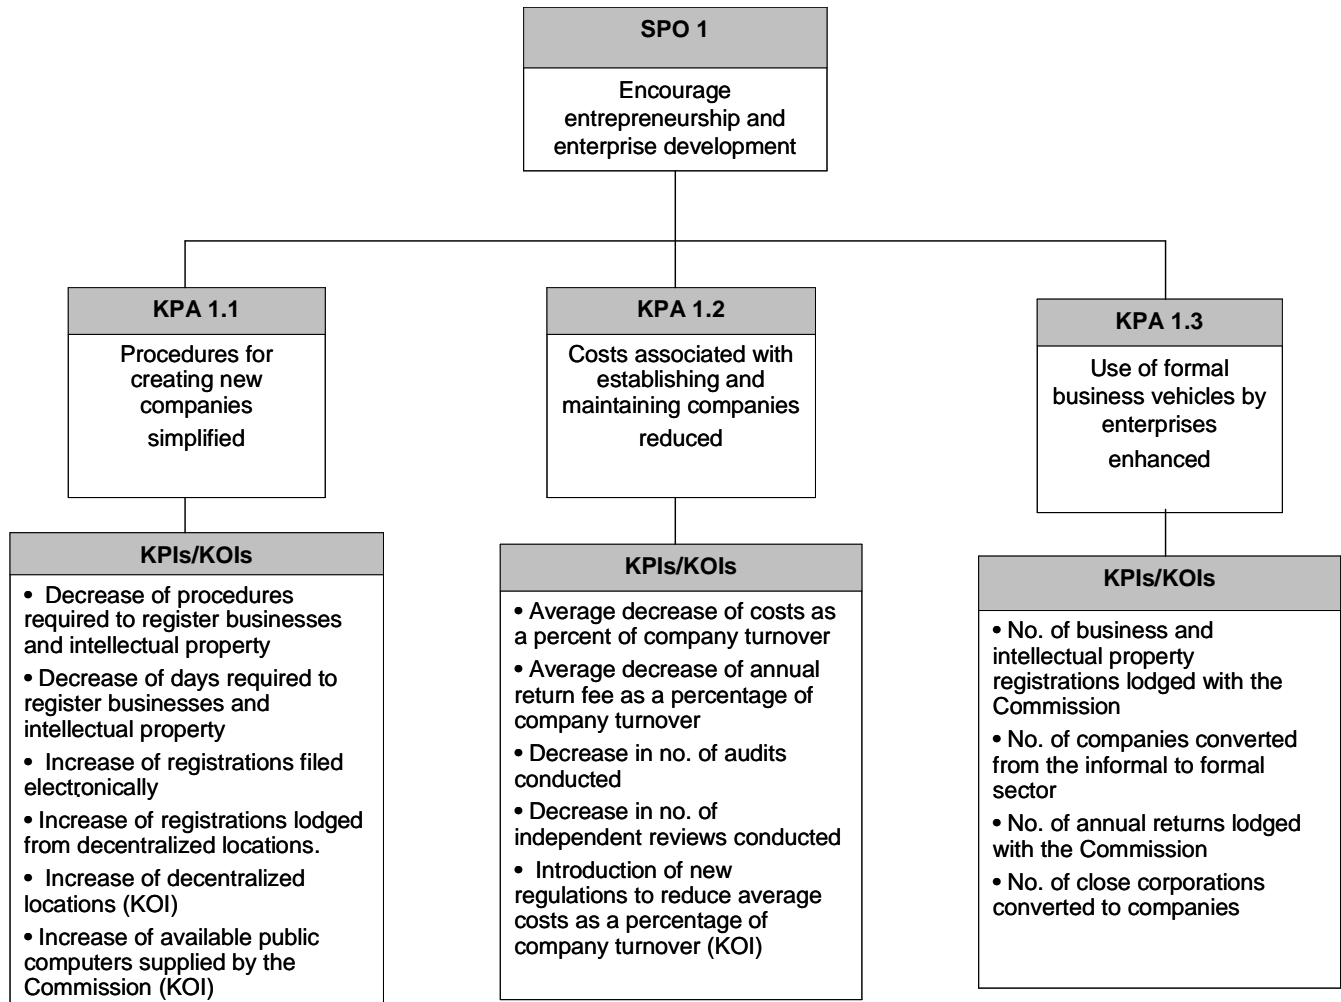 SPO 1
Encourage
entrepreneurship and
enterprise development
KPA 1.1
Procedures for
creating new
companies
simplified
KPA 1.2
Costs associated with
establishing and
maintaining companies
reduced
KPA 1.3
Use of formal
business vehicles by
enterprises
enhanced
KPIs/KOIs
• Decrease of procedures
required to register businesses
and intellectual property
• Decrease of days required to
register businesses and
intellectual property
• Increase of registrations filed
electronically
• Increase of registrations lodged
from decentralized locations.
• Increase of decentralized
locations (KOI)
• Increase of available public
computers supplied by the
Commission (KOI)
KPIs/KOIs
• Average decrease of costs as
a percent of company turnover
• Average decrease of annual
return fee as a percentage of
company turnover
• Decrease in no. of audits
conducted
• Decrease in no. of
independent reviews conducted
• Introduction of new
regulations to reduce average
costs as a percentage of
company turnover (KOI)
KPIs/KOIs
• No. of business and
intellectual property
registrations lodged with the
Commission
• No. of companies converted
from the informal to formal
sector
• No. of annual returns lodged
with the Commission
• No. of close corporations
converted to companies